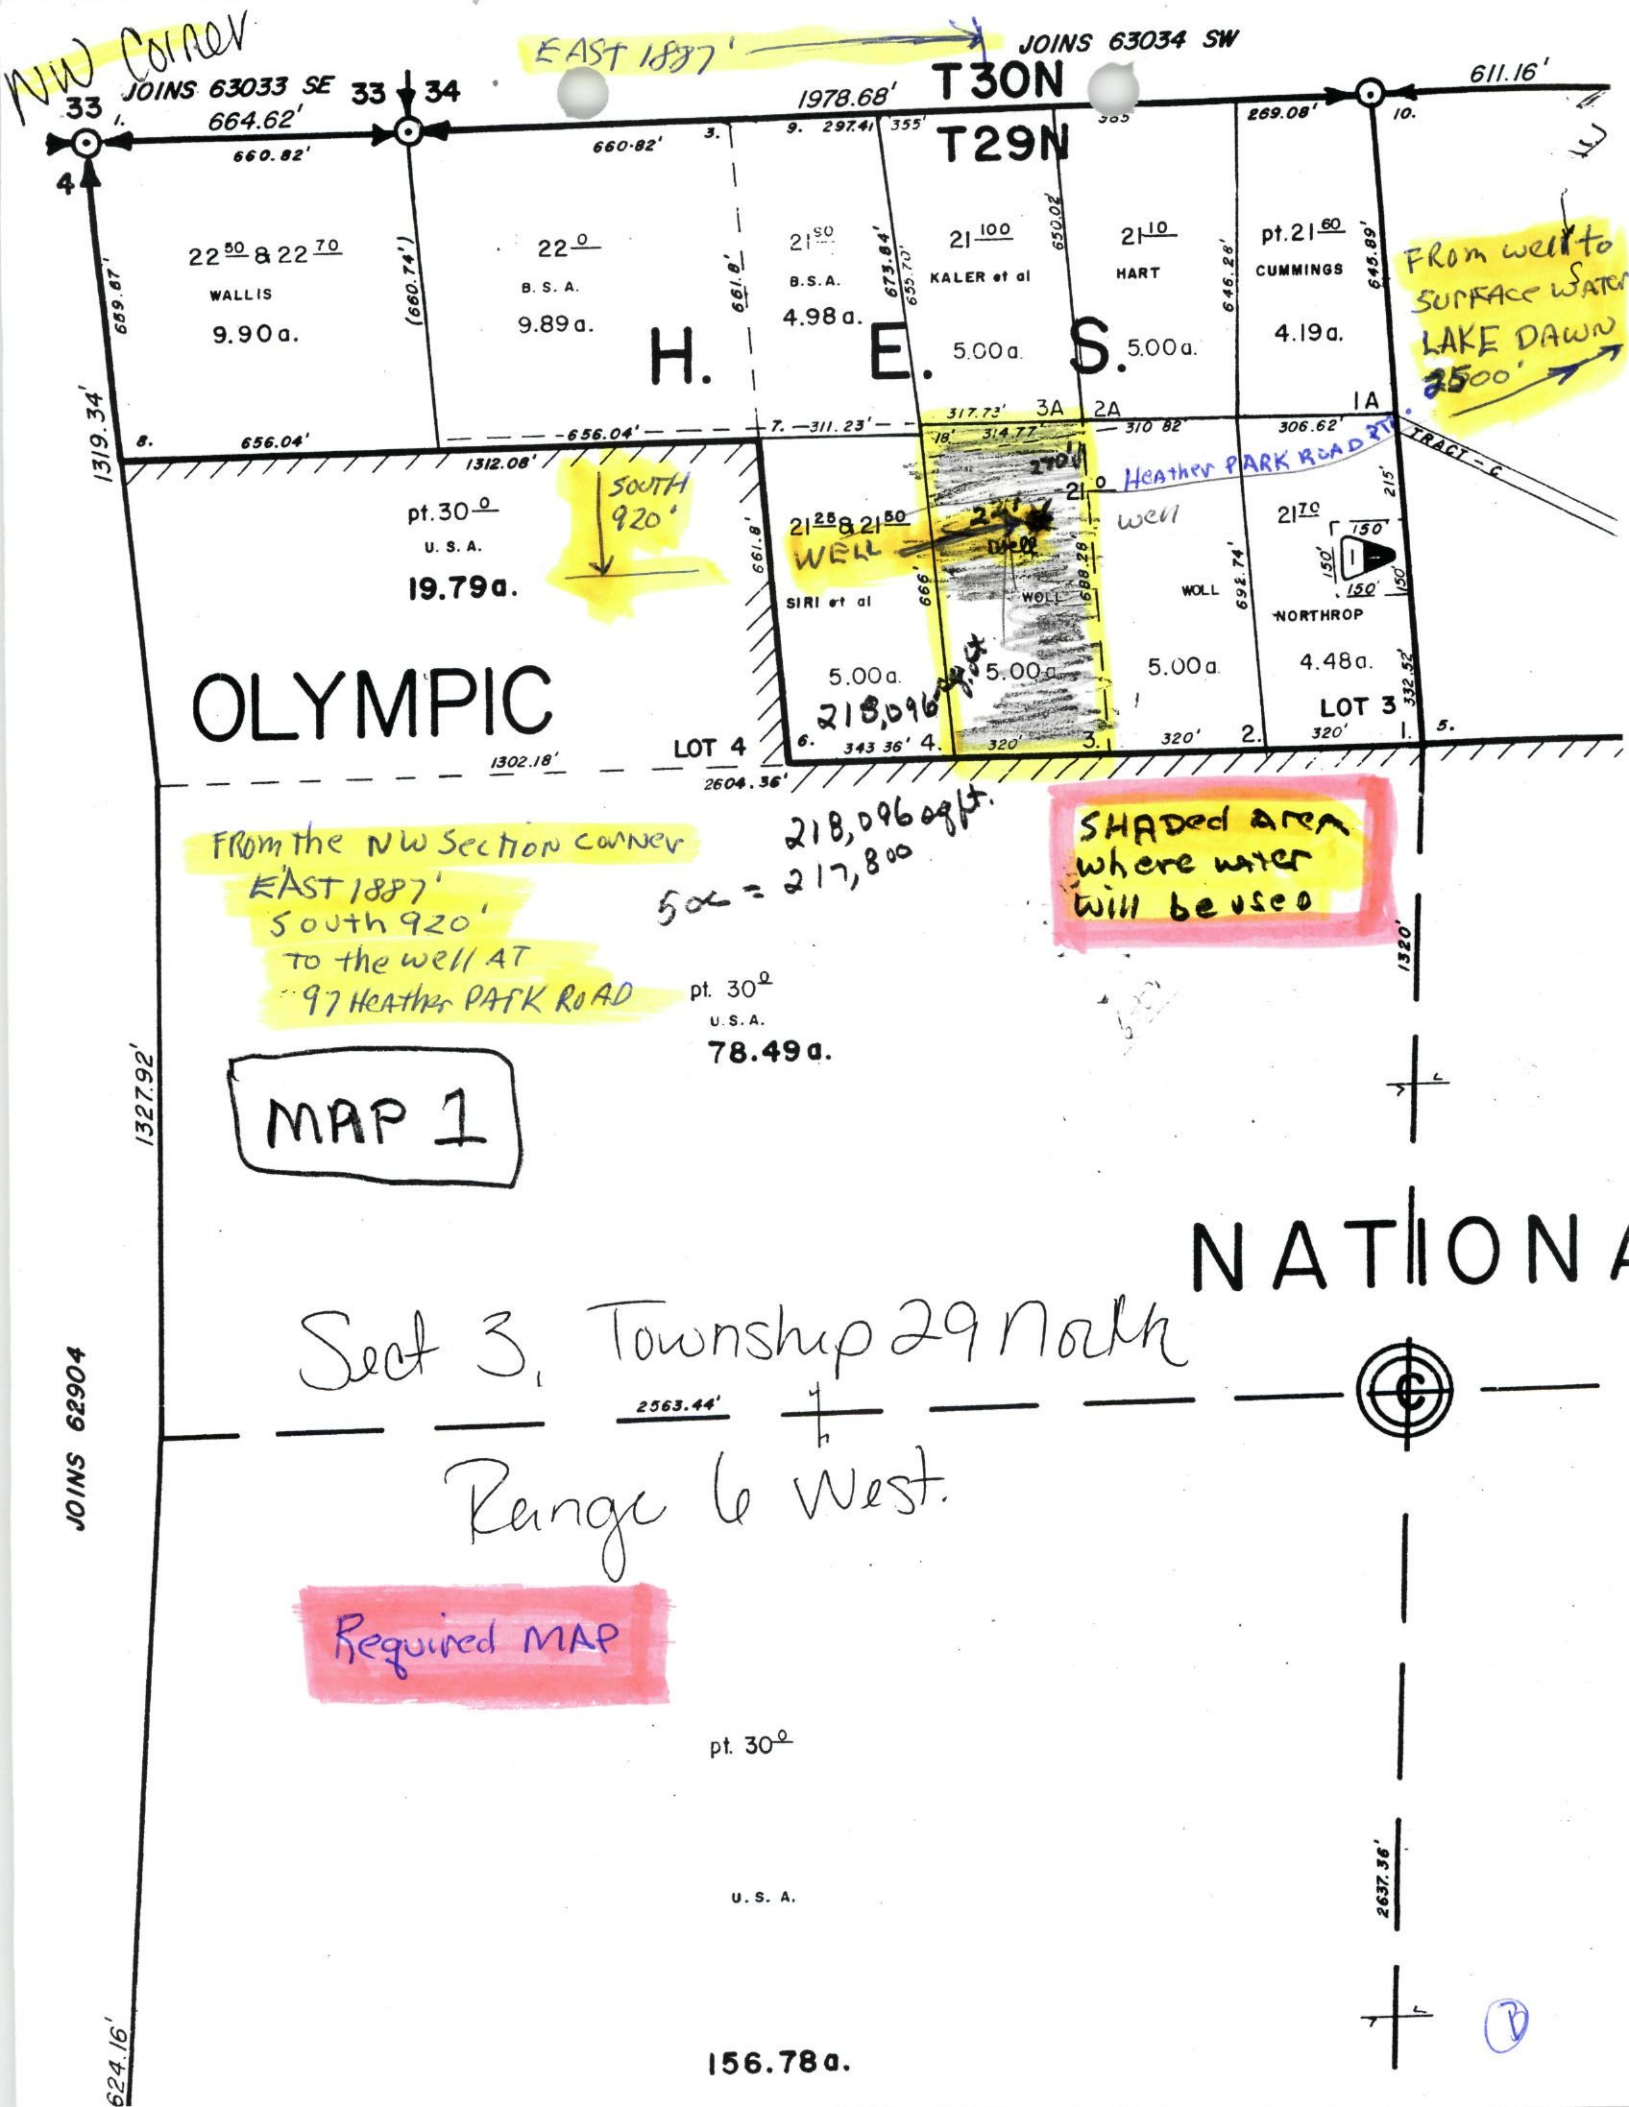 NW Corner
EAST 1887'
JOINS 63034 SW
JOINS 63033 SE
33
33
34
T30N
611.16'
1.
664.62'
1978.68'
269.08'
10.
660.82'
660.82'
3.
9.
297.41
355'
T29N
4
22 50 & 22 70
WALLIS
9.90a.
689.87'
(660.74')
22 0
B. S. A.
9.89a.
661.8'
21 90
B.S.A.
4.98a.
673.84'
655.70'
21 100
KALER et al
5.00a.
650.02'
21 10
HART
5.00a.
646.28'
pt.21 60
CUMMINGS
4.19a.
645.89'
FROM well to
SURFACE WATER
LAKE DAWN
2500'
H. E. S.
1319.34'
8.
656.04'
656.04'
7.
311.23'
317.73'
3A
2A
1A
18'
314.77'
310 82'
306.62'
1312.08'
270'
Heather PARK ROAD
TRACT - C
215'
pt.30 0
U. S. A.
19.79a.
SOUTH
920'
661.8'
21 25 & 21 50
WELL
SIRI et al
5.00a.
666'
21 0
well
WOLL
5.00a
688.28
well
WOLL
5.00a.
692.74'
21 70
150'
150'
150'
150'
NORTHROP
4.48a.
332.52'
LOT 3
OLYMPIC
218,096 sq ft
LOT 4
6.
343 36'
4.
320'
3.
320'
2.
320'
1.
5.
1302.18'
2604.36'
218,096 sq ft.
5 ac = 217,800
SHADED AREA
where water
will be used
FROM the NW Section corner
EAST 1887'
South 920'
TO the well AT
97 Heather PARK ROAD
pt. 30 0
U. S. A.
78.49a.
1320'
1327.92'
MAP 1
NATIONA
Sect 3, Township 29 North
2563.44'
C
Range 6 West.
JOINS 62904
Required MAP
pt. 30 0
U. S. A.
2637.36'
156.78a.
624.16'
B